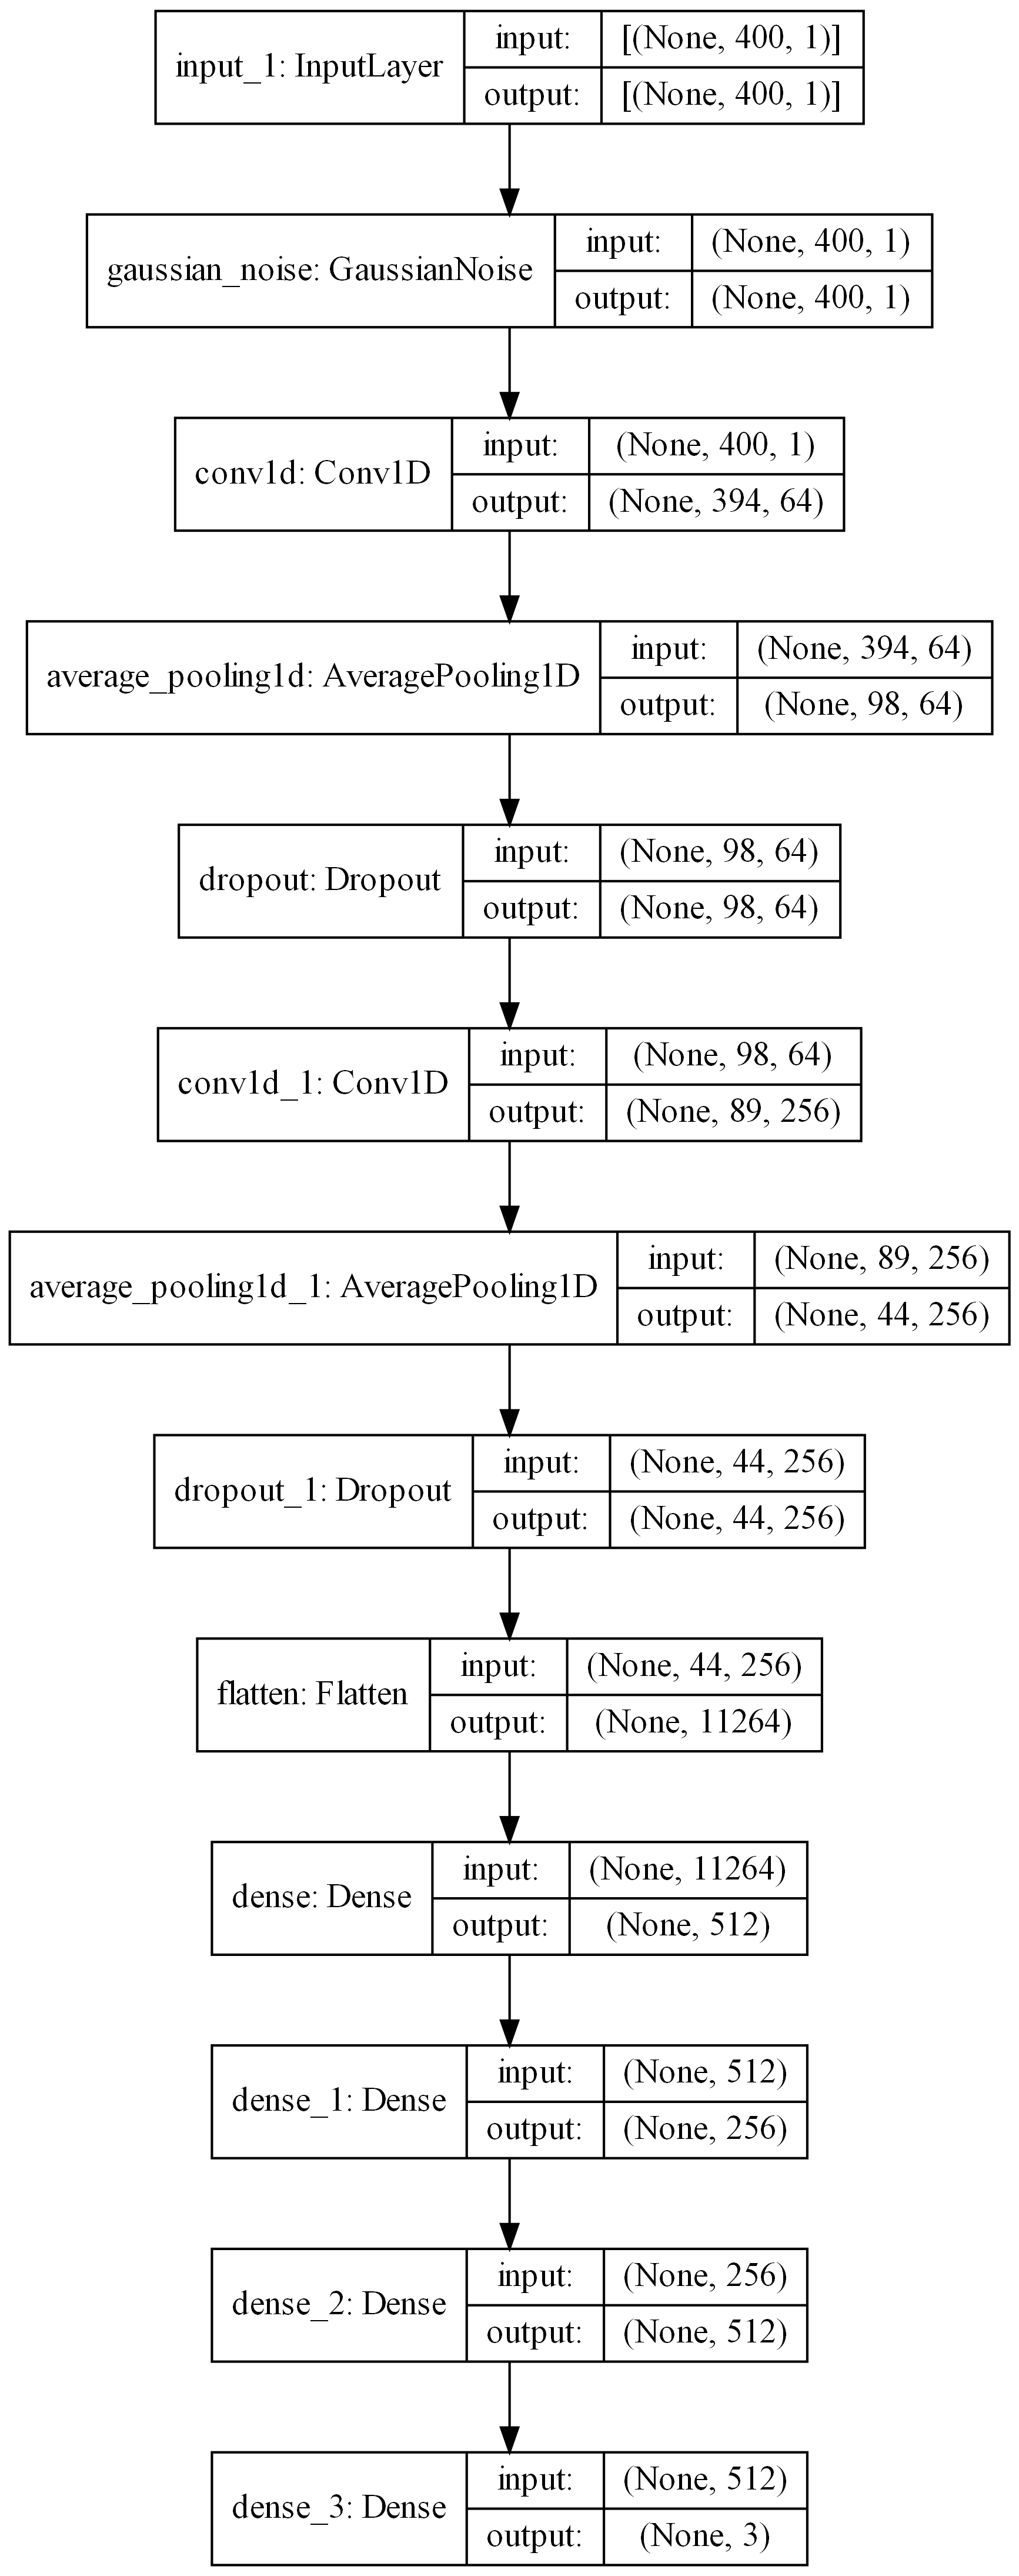 input_1: InputLayer
input: [(None, 400, 1)]
output: [(None, 400, 1)]
gaussian_noise: GaussianNoise
input: (None, 400, 1)
output: (None, 400, 1)
conv1d: Conv1D
input: (None, 400, 1)
output: (None, 394, 64)
average_pooling1d: AveragePooling1D
input: (None, 394, 64)
output: (None, 98, 64)
dropout: Dropout
input: (None, 98, 64)
output: (None, 98, 64)
conv1d_1: Conv1D
input: (None, 98, 64)
output: (None, 89, 256)
average_pooling1d_1: AveragePooling1D
input: (None, 89, 256)
output: (None, 44, 256)
dropout_1: Dropout
input: (None, 44, 256)
output: (None, 44, 256)
flatten: Flatten
input: (None, 44, 256)
output: (None, 11264)
dense: Dense
input: (None, 11264)
output: (None, 512)
dense_1: Dense
input: (None, 512)
output: (None, 256)
dense_2: Dense
input: (None, 256)
output: (None, 512)
dense_3: Dense
input: (None, 512)
output: (None, 3)